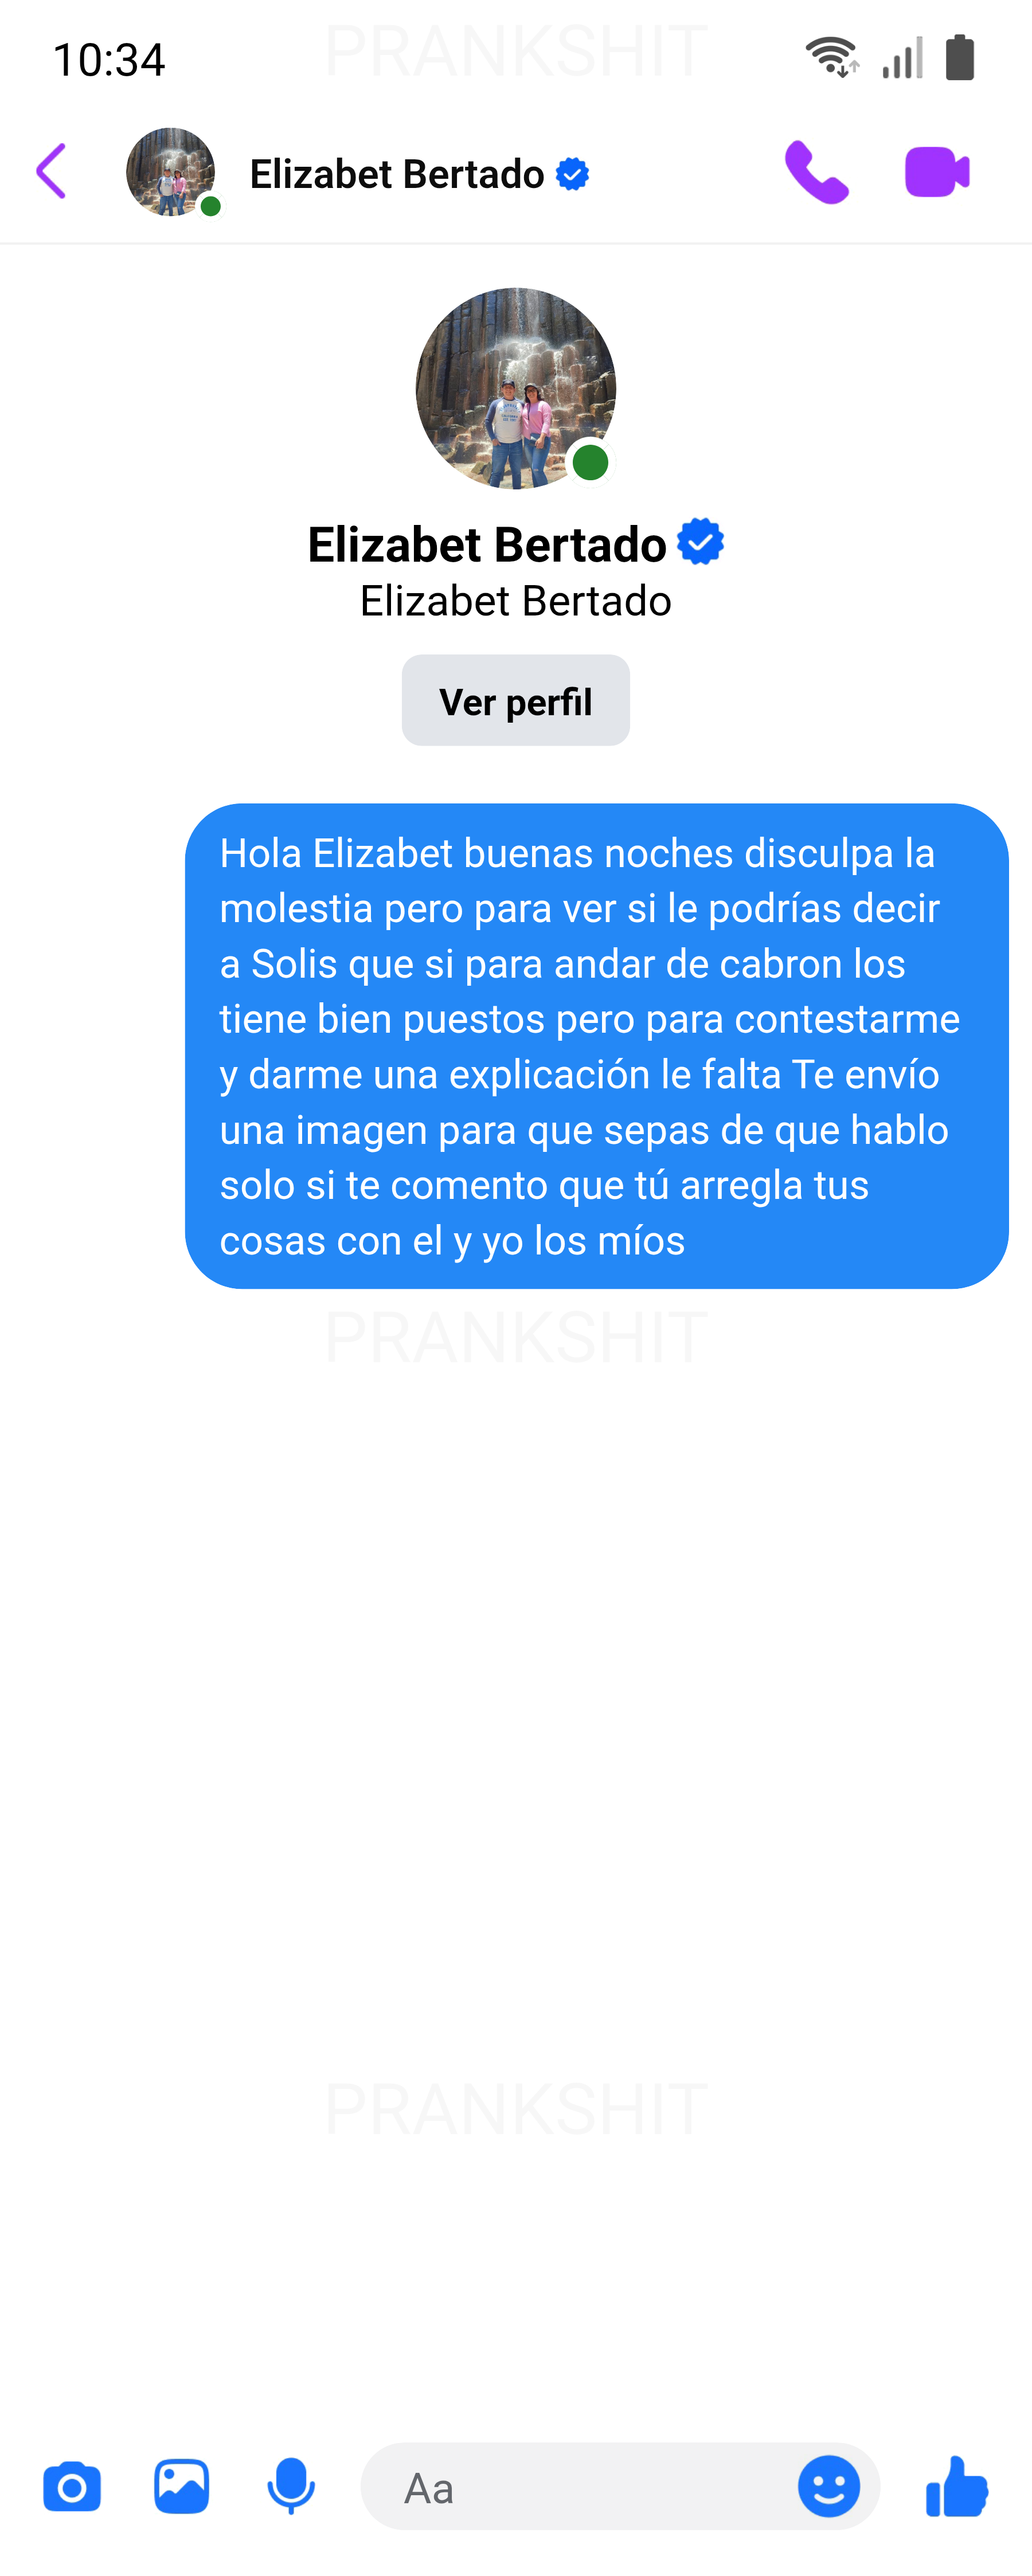 PRANKSHIT
10:34
Elizabet Bertado
Elizabet Bertado
Elizabet Bertado
Ver perfil
Hola Elizabet buenas noches disculpa la
molestia pero para ver si le podrías decir
a Solis que si para andar de cabron los
tiene bien puestos pero para contestarme
y darme una explicación le falta Te envío
una imagen para que sepas de que hablo
solo si te comento que tú arregla tus
cosas con el y yo los míos
PRANKSHIT
PRANKSHIT
Aa